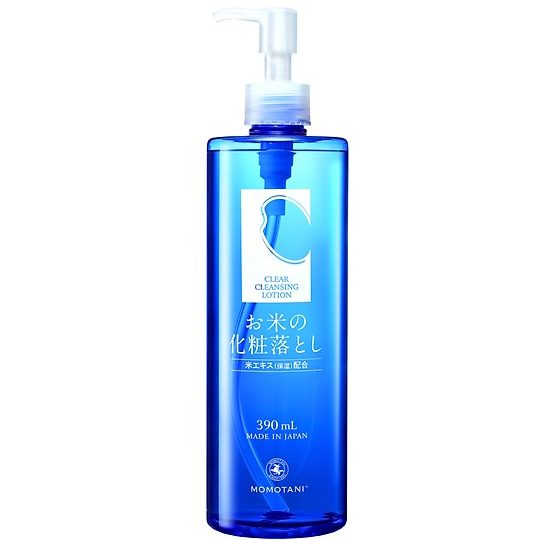 CLEAR
CLEANSING
LOTION
お米の
化粧落とし
米エキス(保湿)配合
390 mL
MADE IN JAPAN
MOMOTANI™